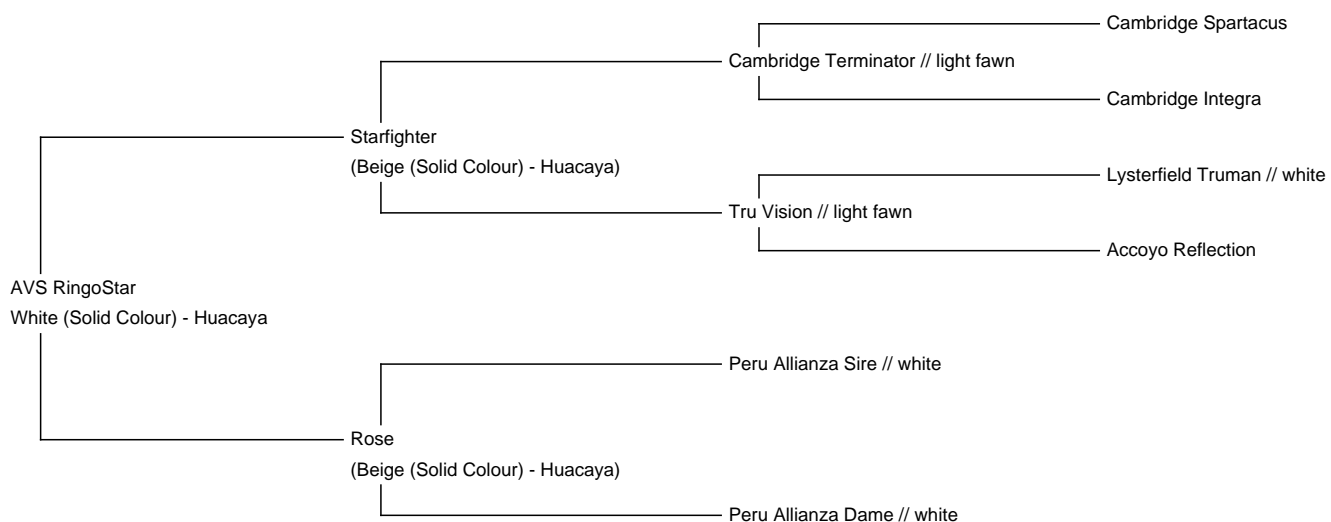 Cambridge Spartacus
Cambridge Terminator // light fawn
Cambridge Integra
Starfighter
(Beige (Solid Colour) - Huacaya)
Lysterfield Truman // white
Tru Vision // light fawn
Accoyo Reflection
AVS RingoStar
White (Solid Colour) - Huacaya
Peru Allianza Sire // white
Rose
(Beige (Solid Colour) - Huacaya)
Peru Allianza Dame // white